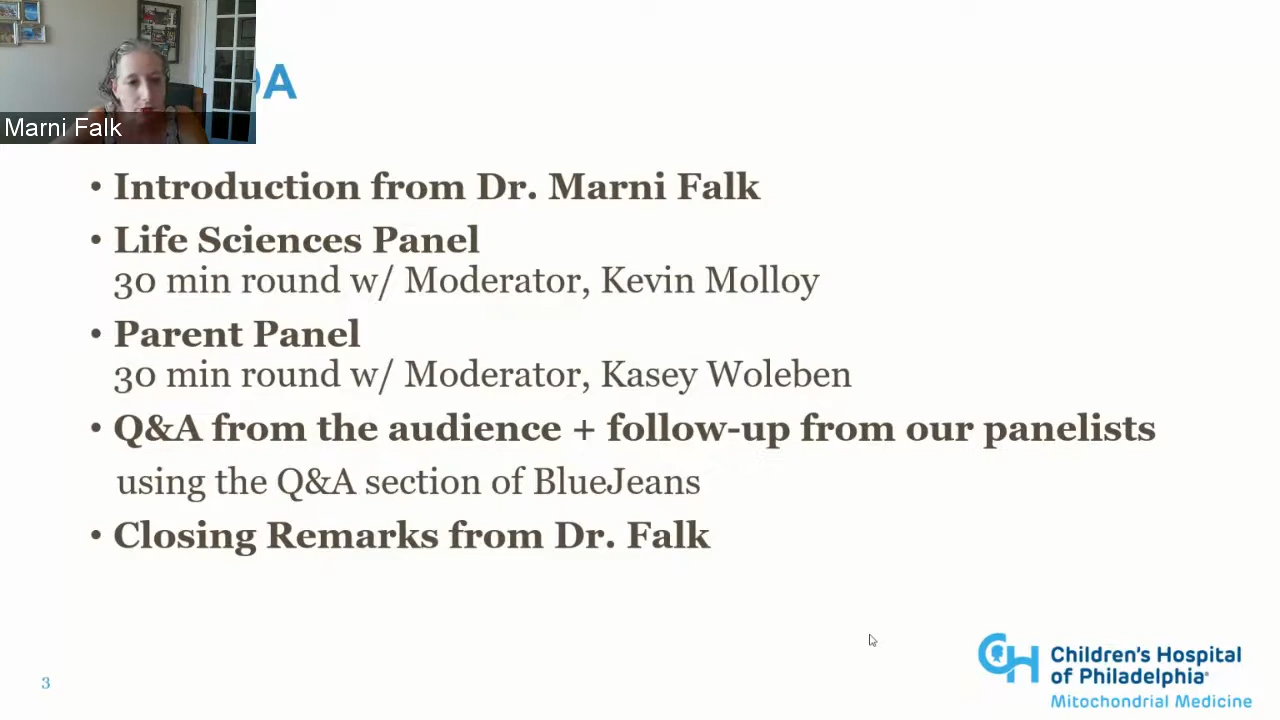 Marni Falk
DA
• Introduction from Dr. Marni Falk
• Life Sciences Panel
30 min round w/ Moderator, Kevin Molloy
• Parent Panel
30 min round w/ Moderator, Kasey Woleben
• Q&A from the audience + follow-up from our panelists
using the Q&A section of BlueJeans
• Closing Remarks from Dr. Falk
3
CH
Children's Hospital
of Philadelphia
Mitochondrial Medicine